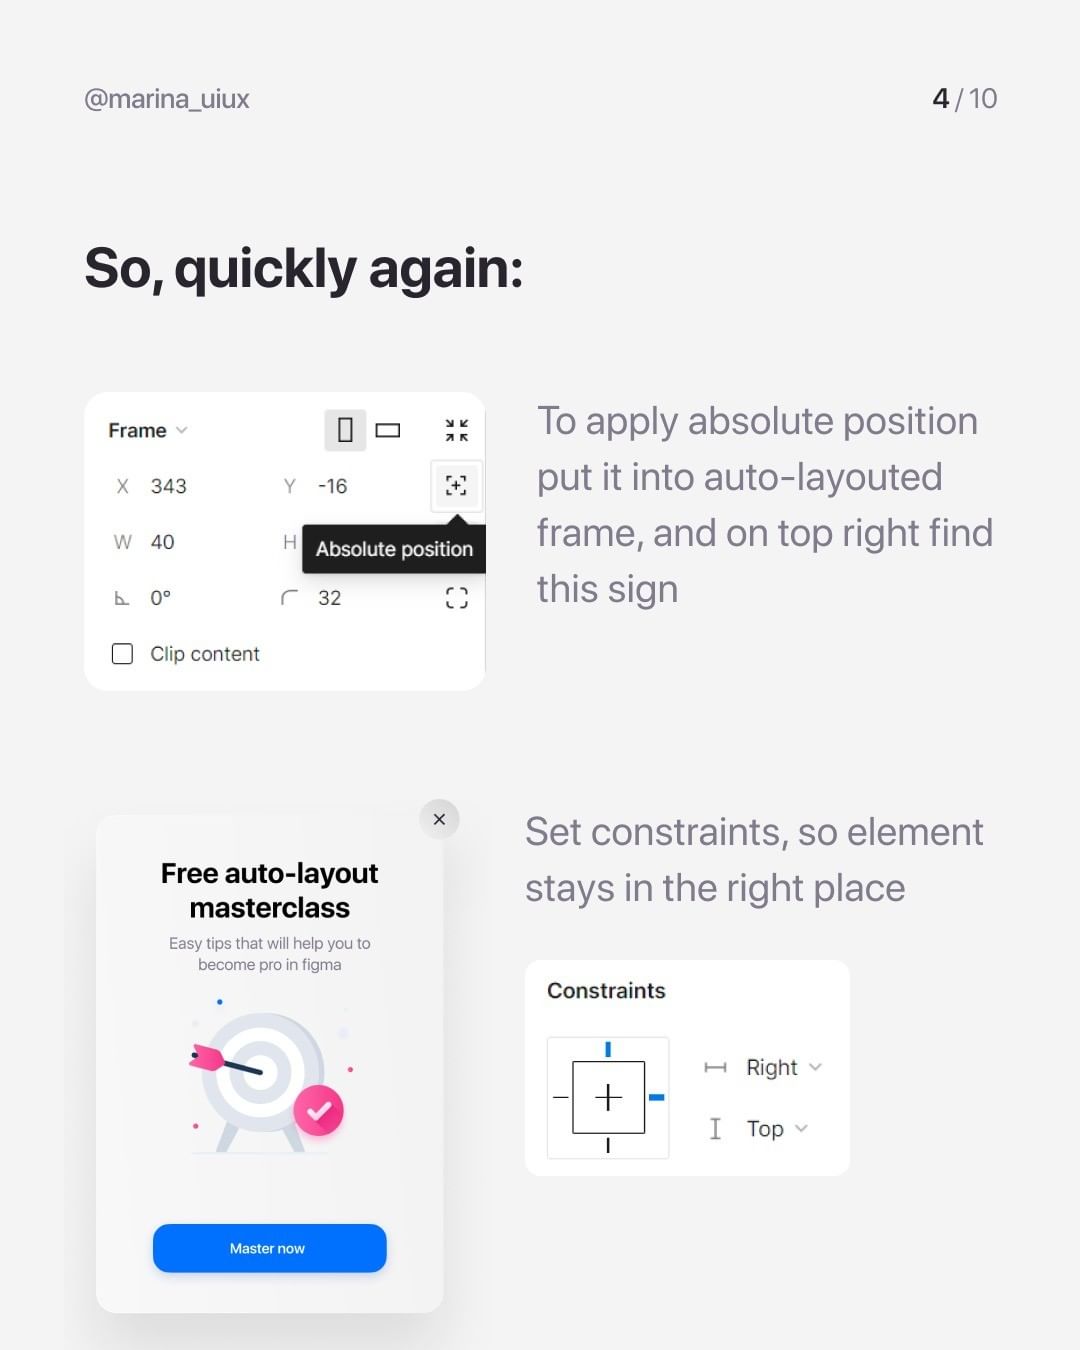 @marina_uiux
4 / 10
So, quickly again:
Frame
X 343 Y -16
W 40 H
Absolute position
0° 32
Clip content
To apply absolute position
put it into auto-layouted
frame, and on top right find
this sign
Free auto-layout
masterclass
Easy tips that will help you to
become pro in figma
Master now
Set constraints, so element
stays in the right place
Constraints
Right
Top